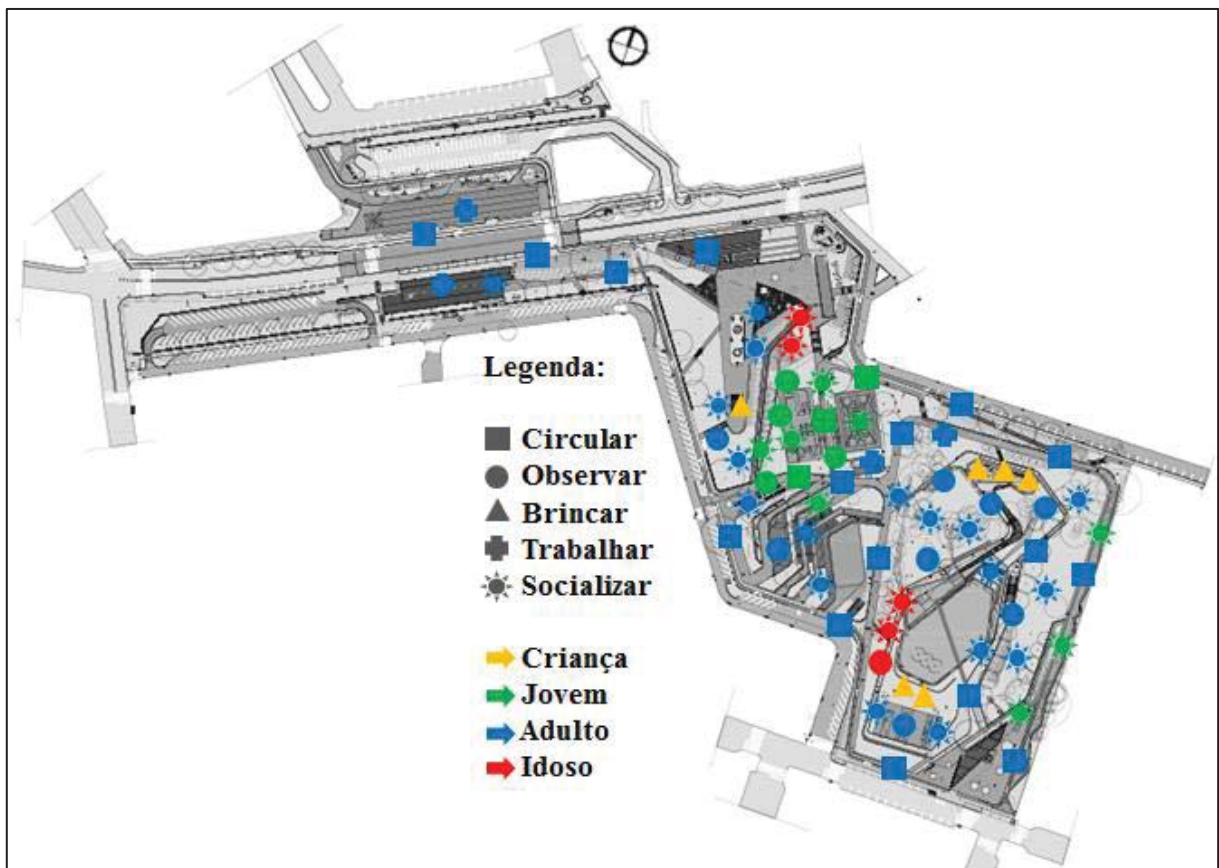 Legenda:
Circular
Observar
Brincar
Trabalhar
Socializar
Criança
Jovem
Adulto
Idoso